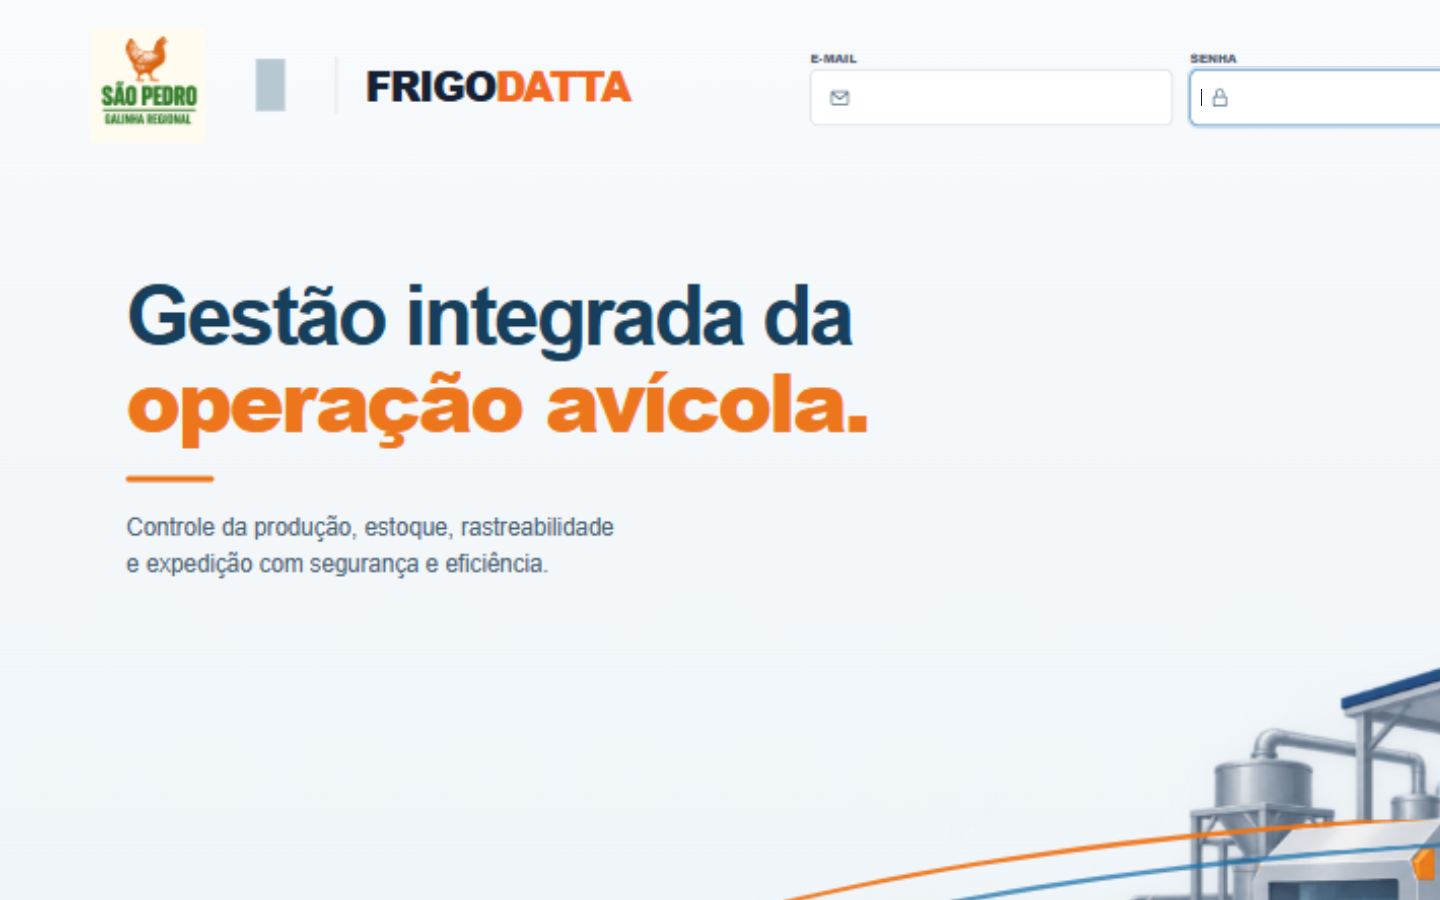 SÃO PEDRO
GALINHA REGIONAL
FRIGODATTA
E-MAIL
SENHA
Gestão integrada da
operação avícola.
Controle da produção, estoque, rastreabilidade
e expedição com segurança e eficiência.